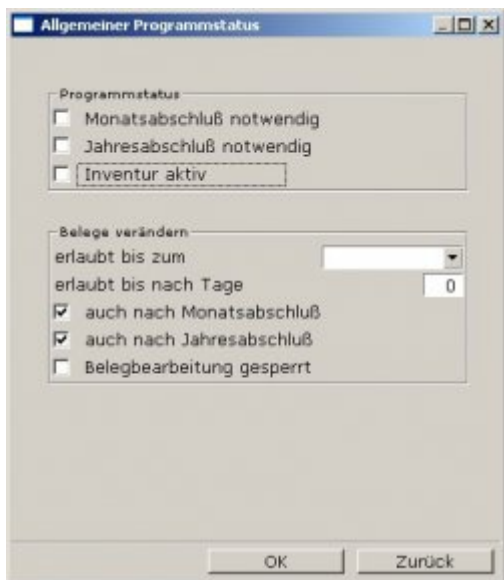 Allgemeiner Programmstatus
Programmstatus
Monatsabschluß notwendig
Jahresabschluß notwendig
Inventur aktiv
Belege verändern
erlaubt bis zum
erlaubt bis nach Tage 0
auch nach Monatsabschluß
auch nach Jahresabschluß
Belegbearbeitung gesperrt
OK Zurück